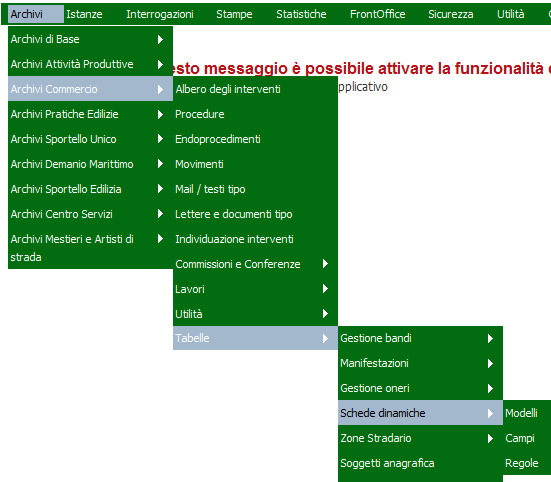 Archivi Istanze Interrogazioni Stampe Statistiche FrontOffice Sicurezza Utilità
Archivi di Base
Archivi Attività Produttive
esto messaggio è possibile attivare la funzionalità
Archivi Commercio
Albero degli interventi
pplicativo
Archivi Pratiche Edilizie
Procedure
Archivi Sportello Unico
Endoprocedimenti
Archivi Demanio Marittimo
Movimenti
Archivi Sportello Edilizia
Mail / testi tipo
Archivi Centro Servizi
Lettere e documenti tipo
Archivi Mestieri e Artisti di
strada
Individuazione interventi
Commissioni e Conferenze
Lavori
Utilità
Tabelle
Gestione bandi
Manifestazioni
Gestione oneri
Schede dinamiche
Modelli
Zone Stradario
Campi
Soggetti anagrafica
Regole